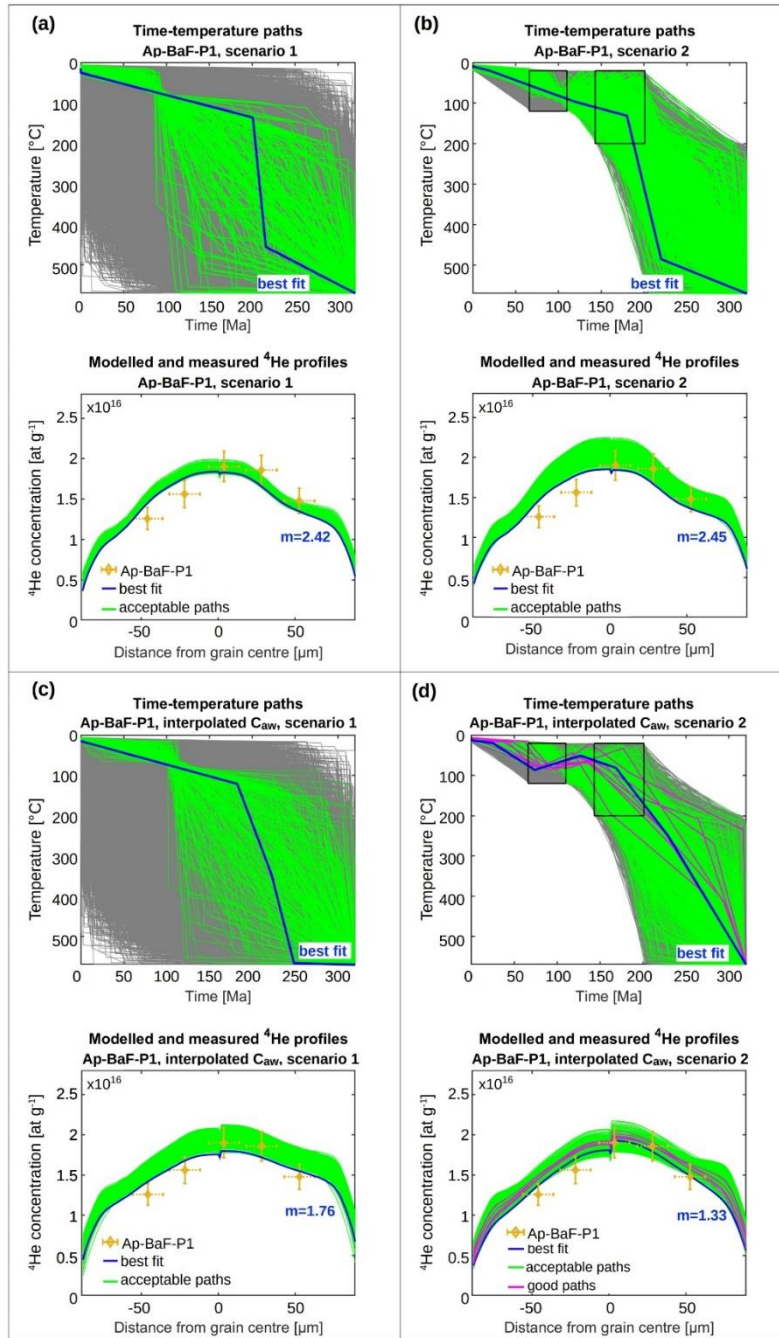 (a)
Time-temperature paths
Ap-BaF-P1, scenario 1
0
100
200
300
400
500
Temperature [°C]
best fit
0 50 100 150 200 250 300
Time [Ma]
Modelled and measured ⁴He profiles
Ap-BaF-P1, scenario 1
x10¹⁶
2.5
2
1.5
1
0.5
0
⁴He concentration [at g⁻¹]
m=2.42
Ap-BaF-P1
best fit
acceptable paths
-50 0 50
Distance from grain centre [µm]
(b)
Time-temperature paths
Ap-BaF-P1, scenario 2
0
100
200
300
400
500
Temperature [°C]
best fit
0 50 100 150 200 250 300
Time [Ma]
Modelled and measured ⁴He profiles
Ap-BaF-P1, scenario 2
x10¹⁶
2.5
2
1.5
1
0.5
0
⁴He concentration [at g⁻¹]
m=2.45
Ap-BaF-P1
best fit
acceptable paths
-50 0 50
Distance from grain centre [µm]
(c)
Time-temperature paths
Ap-BaF-P1, interpolated Caw, scenario 1
0
100
200
300
400
500
Temperature [°C]
best fit
0 50 100 150 200 250 300
Time [Ma]
Modelled and measured ⁴He profiles
Ap-BaF-P1, interpolated Caw, scenario 1
x10¹⁶
2.5
2
1.5
1
0.5
0
⁴He concentration [at g⁻¹]
m=1.76
Ap-BaF-P1
best fit
acceptable paths
-50 0 50
Distance from grain centre [µm]
(d)
Time-temperature paths
Ap-BaF-P1, interpolated Caw, scenario 2
0
100
200
300
400
500
Temperature [°C]
best fit
0 50 100 150 200 250 300
Time [Ma]
Modelled and measured ⁴He profiles
Ap-BaF-P1, interpolated Caw, scenario 2
x10¹⁶
2.5
2
1.5
1
0.5
0
⁴He concentration [at g⁻¹]
m=1.33
Ap-BaF-P1
best fit
acceptable paths
good paths
-50 0 50
Distance from grain centre [µm]